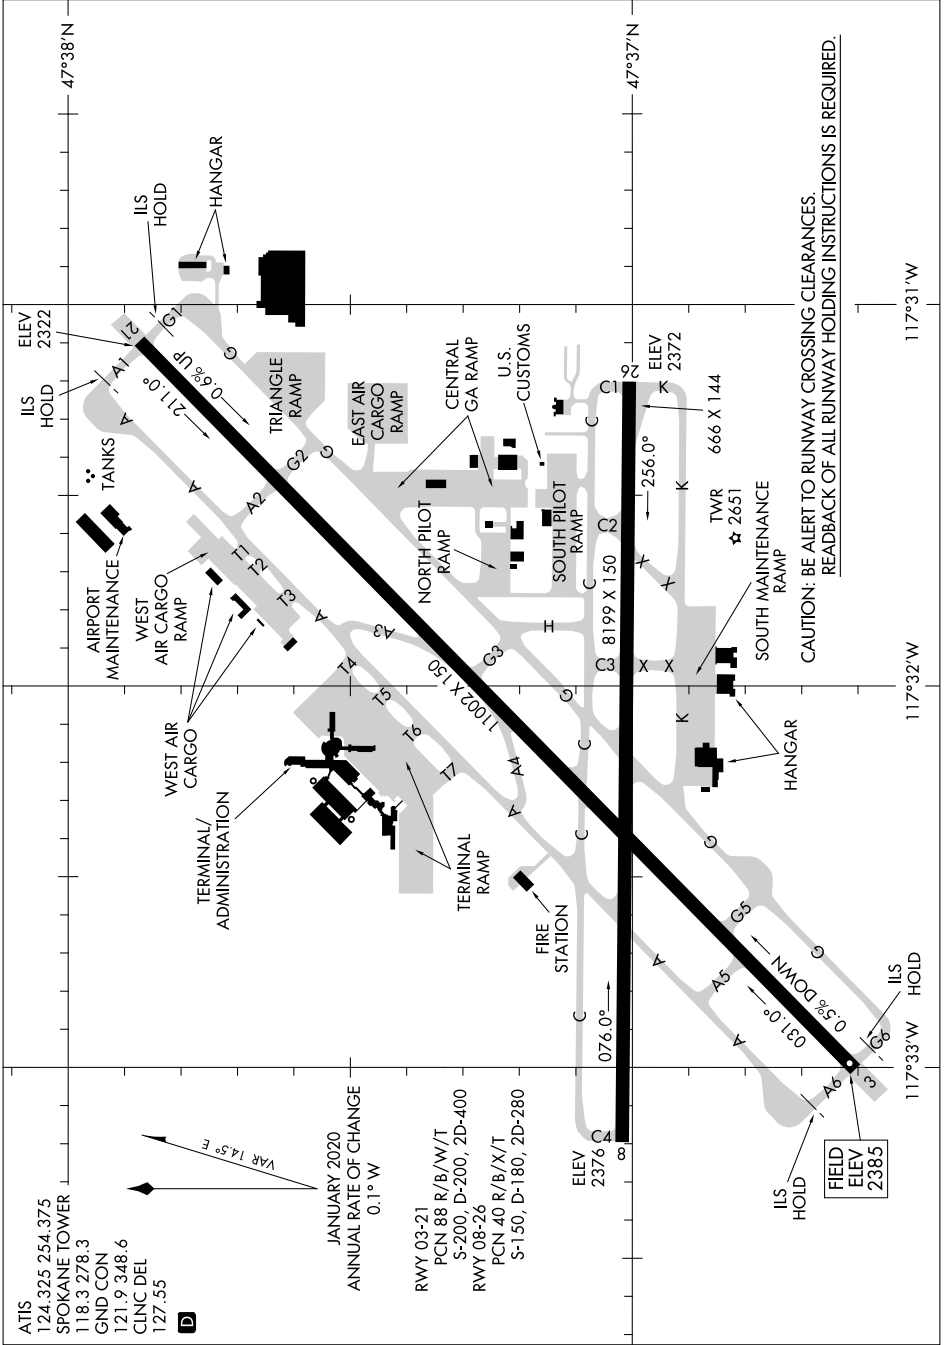 ATIS
124.325 254.375
SPOKANE TOWER
118.3 278.3
GND CON
121.9 348.6
CLNC DEL
127.55
D
VAR 14.5° E
JANUARY 2020
ANNUAL RATE OF CHANGE
0.1° W
RWY 03-21
PCN 88 R/B/W/T
S-200, D-200, 2D-400
RWY 08-26
PCN 40 R/B/X/T
S-150, D-180, 2D-280
47°38'N
47°37'N
117°31'W
117°32'W
117°33'W
ILS
HOLD
ELEV
2322
ILS
HOLD
HANGAR
21
A1
G1
G
A
211.0°
0.6% UP
TANKS
TRIANGLE
RAMP
AIRPORT
MAINTENANCE
WEST
AIR CARGO
RAMP
A
A2
G2
G
EAST AIR
CARGO
RAMP
CENTRAL
GA RAMP
U.S.
CUSTOMS
T1
T2
T3
A
A3
NORTH PILOT
RAMP
SOUTH PILOT
RAMP
WEST AIR
CARGO
TERMINAL/
ADMINISTRATION
T4
T5
T6
T7
TERMINAL
RAMP
11002 X 150
G3
G
H
A4
A
FIRE
STATION
C
C1
26
ELEV
2372
K
666 X 144
256.0°
C2
C
8199 X 150
C3
X
X
X
X
K
TWR
2651
SOUTH MAINTENANCE
RAMP
K
HANGAR
C
C
G
C
076.0°
C4
8
ELEV
2376
A
A5
G5
G
A
031.0°
0.5% DOWN
A6
G6
3
ILS
HOLD
ILS
HOLD
FIELD
ELEV
2385
CAUTION: BE ALERT TO RUNWAY CROSSING CLEARANCES.
READBACK OF ALL RUNWAY HOLDING INSTRUCTIONS IS REQUIRED.